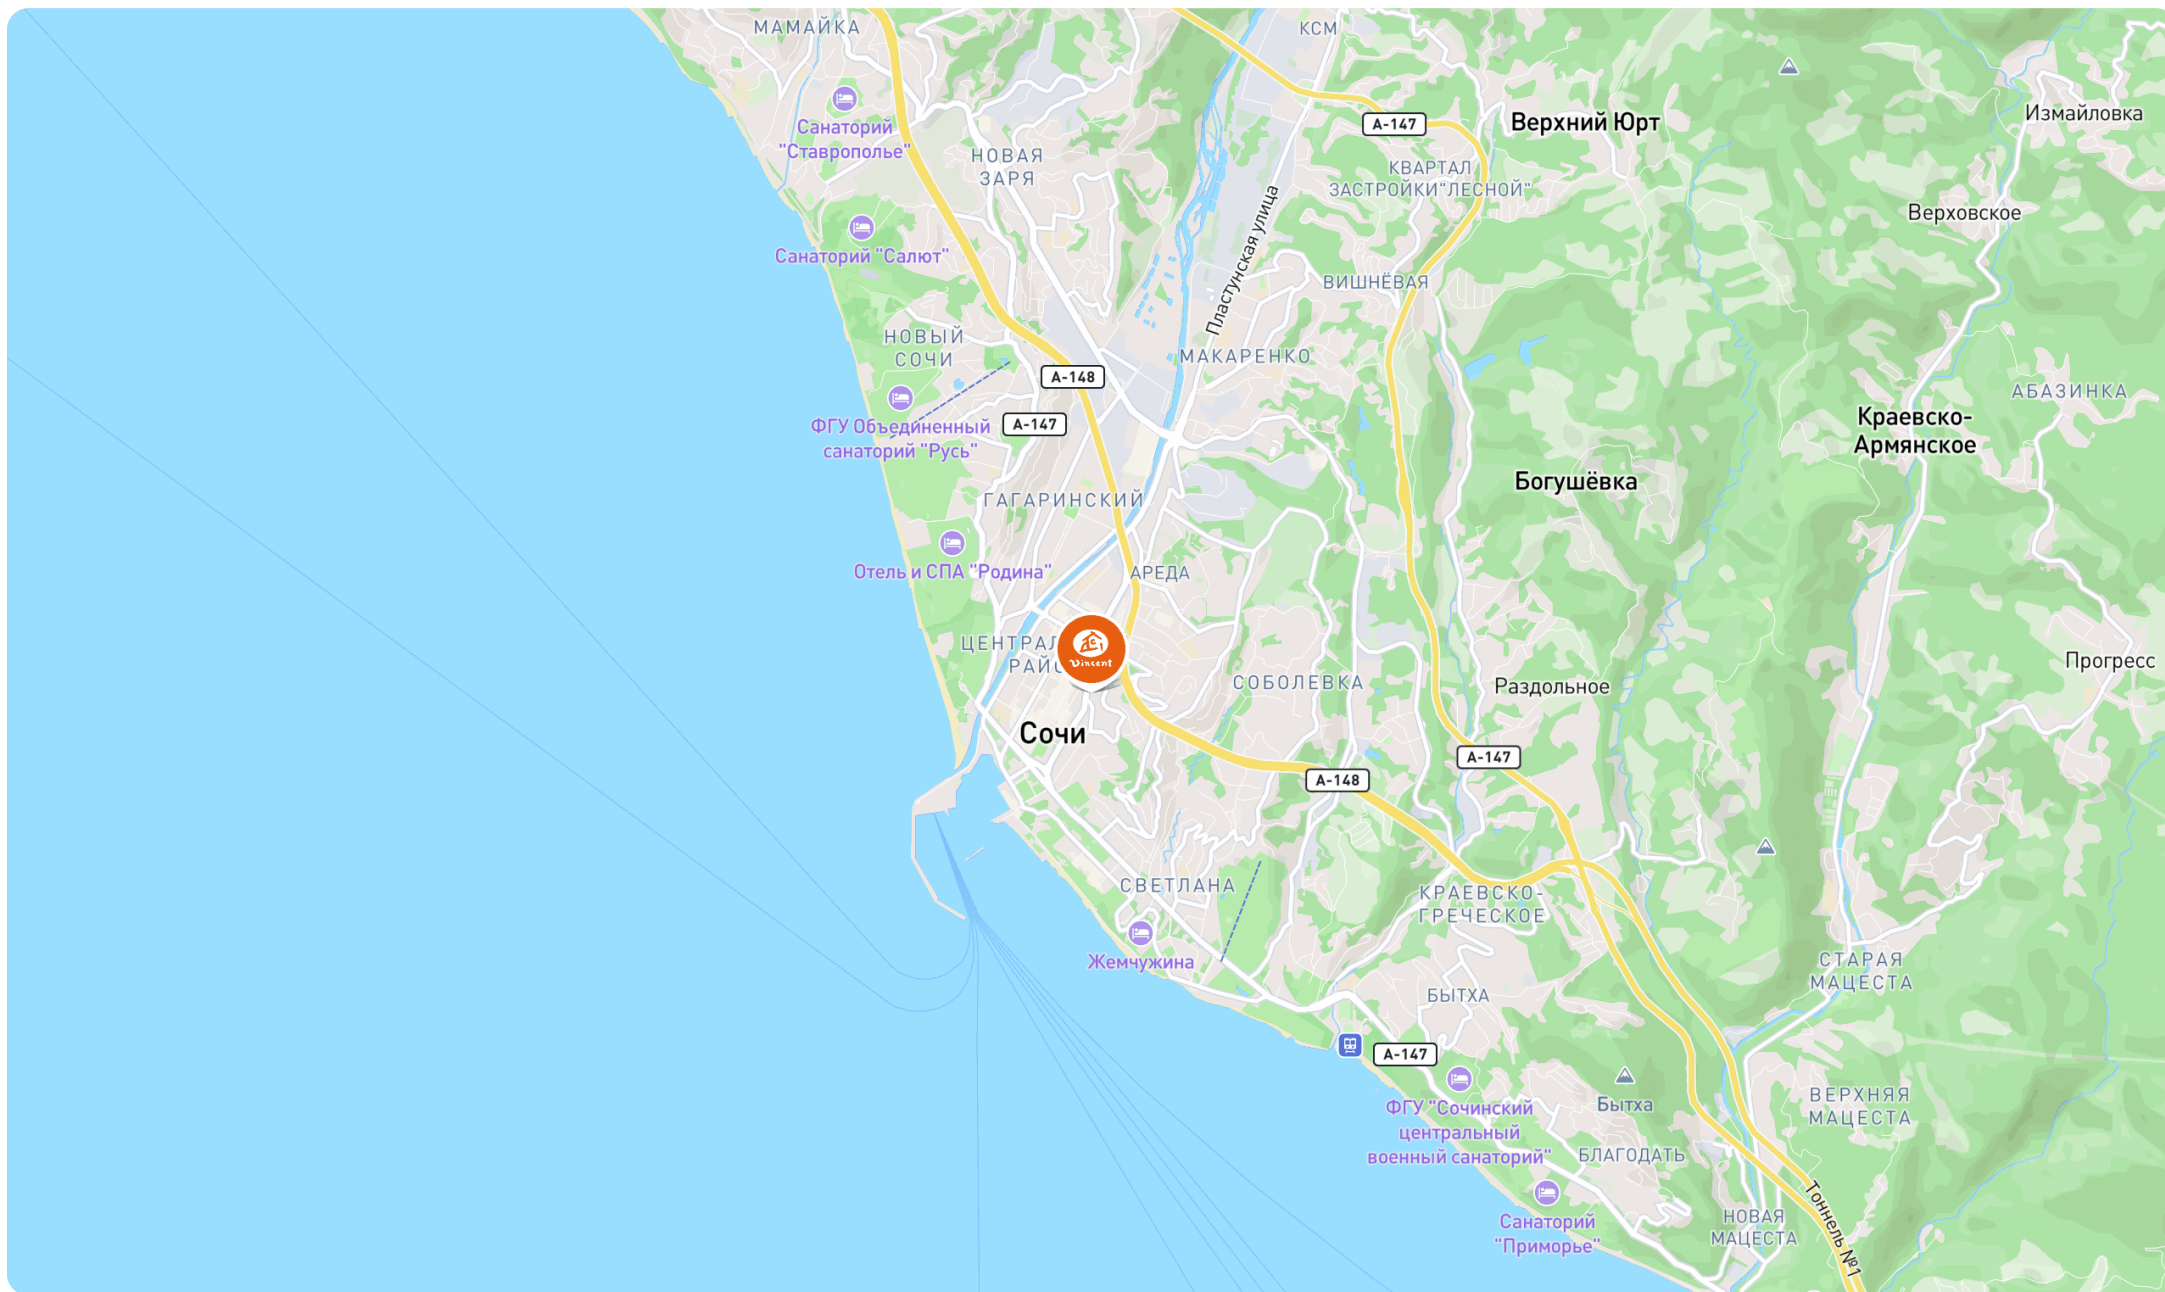 МАМАЙКА
КСМ
Санаторий
"Ставрополье"
НОВАЯ
ЗАРЯ
А-147
Верхний Юрт
Измайловка
КВАРТАЛ
ЗАСТРОЙКИ"ЛЕСНОЙ"
Верховское
Санаторий "Салют"
Пластунская улица
ВИШНЁВАЯ
НОВЫЙ
СОЧИ
МАКАРЕНКО
А-148
АБАЗИНКА
ФГУ Объединенный
санаторий "Русь"
А-147
Краевско-
Армянское
Богушёвка
ГАГАРИНСКИЙ
Отель и СПА "Родина"
АРЕДА
ЦЕНТРАЛ
РАЙО
Vincent
СОБОЛЕВКА
Раздольное
Прогресс
Сочи
А-148
А-147
СВЕТЛАНА
КРАЕВСКО-
ГРЕЧЕСКОЕ
Жемчужина
СТАРАЯ
МАЦЕСТА
БЫТХА
А-147
ФГУ "Сочинский
центральный
военный санаторий"
Бытха
ВЕРХНЯЯ
МАЦЕСТА
БЛАГОДАТЬ
Санаторий
"Приморье"
НОВАЯ
МАЦЕСТА
Тоннель №1